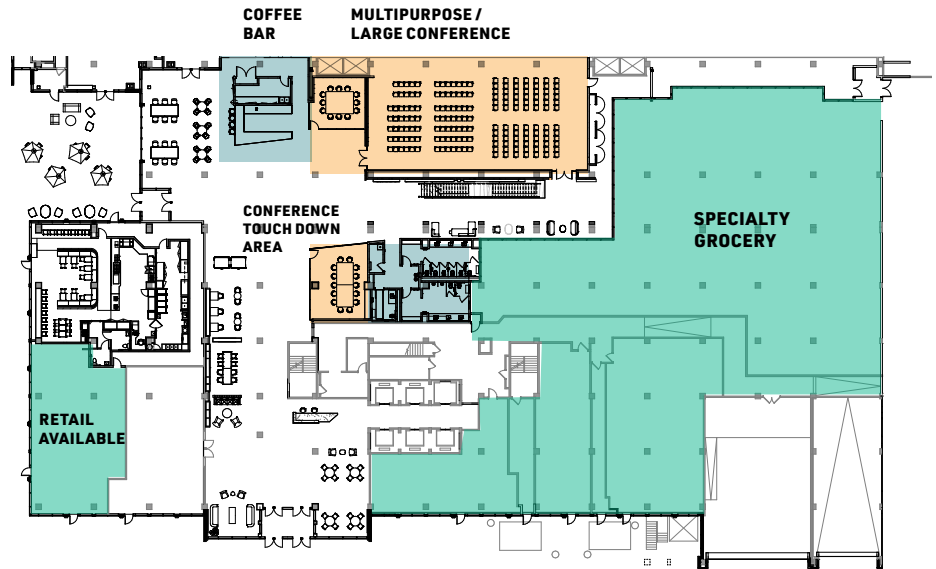 COFFEE
BAR
MULTIPURPOSE /
LARGE CONFERENCE
CONFERENCE
TOUCH DOWN
AREA
SPECIALTY
GROCERY
RETAIL
AVAILABLE